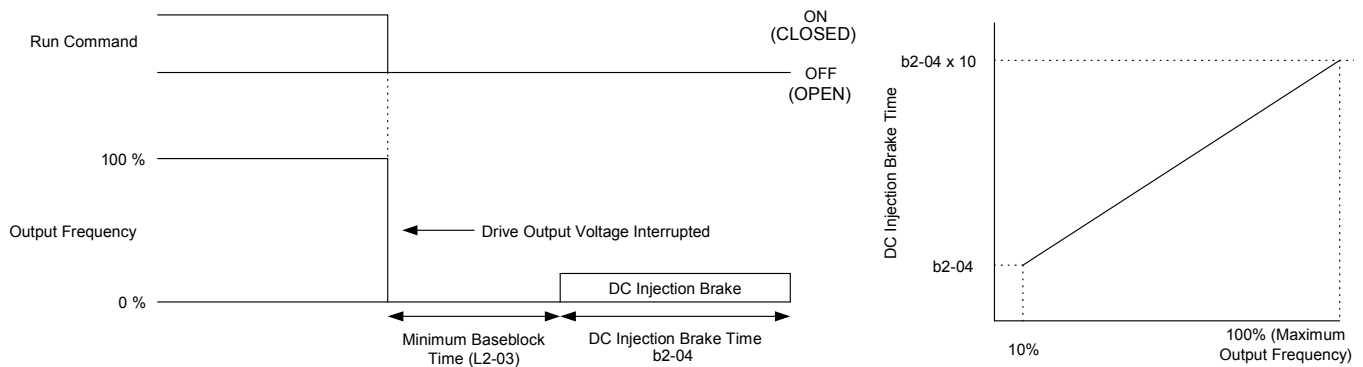 Run Command
ON
(CLOSED)
OFF
(OPEN)
100 %
Output Frequency
Drive Output Voltage Interrupted
DC Injection Brake
0 %
Minimum Baseblock
Time (L2-03)
DC Injection Brake Time
b2-04
DC Injection Brake Time
b2-04 x 10
b2-04
10%
100% (Maximum
Output Frequency)